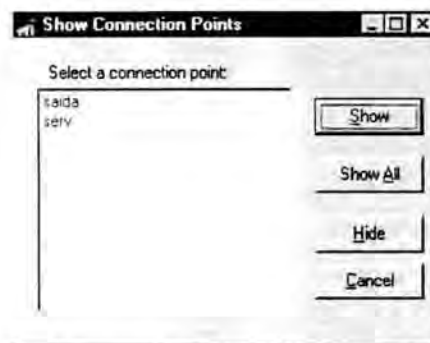 Show Connection Points
Select a connection point:
saida
serv
Show
Show All
Hide
Cancel